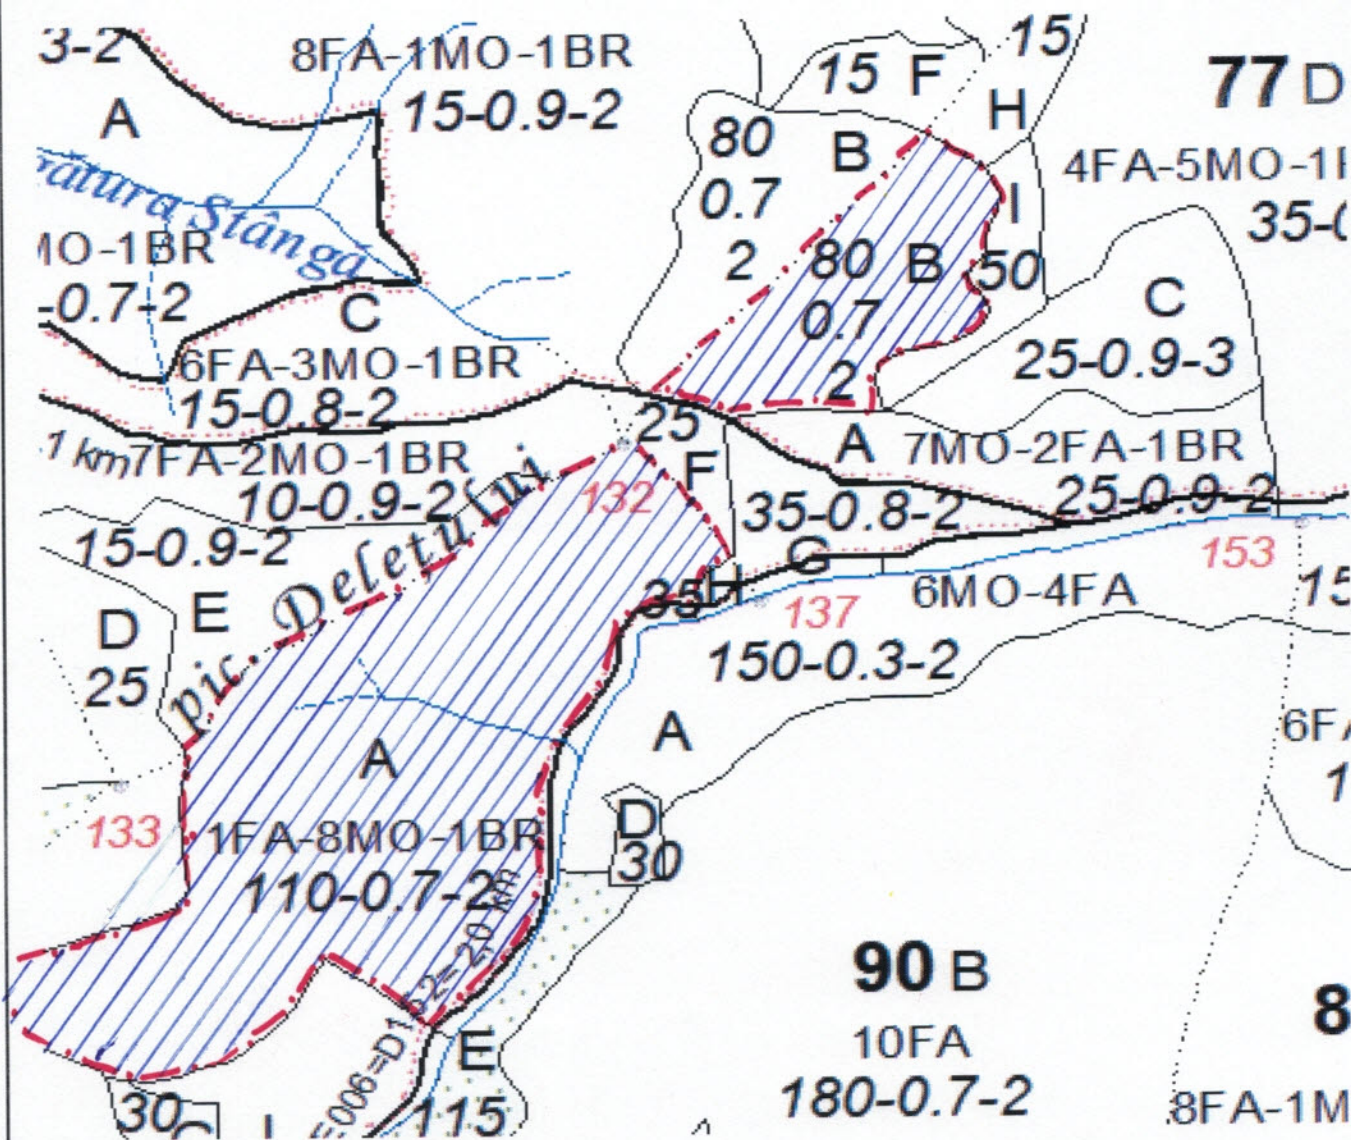 3-2
8FA-1MO-1BR
15-0.9-2
A
15
F
15
H
77 D
80
0.7
2
B
4FA-5MO-1
35-
I
50
ătura Stângă
MO-1BR
-0.7-2
C
80 B
0.7
2
C
25-0.9-3
6FA-3MO-1BR
15-0.8-2
25
A
7MO-2FA-1BR
25-0.9-2
1 km
7FA-2MO-1BR
10-0.9-2
F
132
35-0.8-2
15-0.9-2
G
153
pic. Deletului
35
H
137
6MO-4FA
15
D
25
E
150-0.3-2
A
6FA
1
A
133
1FA-8MO-1BR
110-0.7-2
D
30
90 B
10FA
180-0.7-2
8
E
115
30
8FA-1M